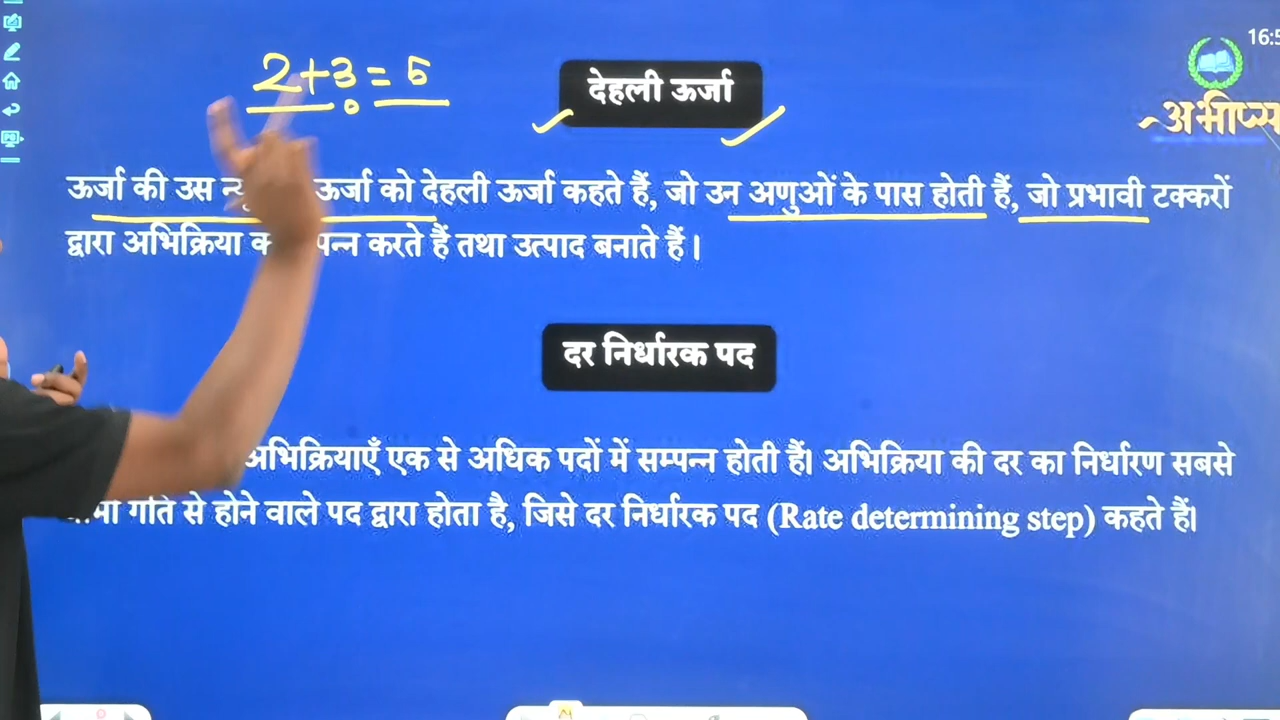 2+3=5
देहली ऊर्जा
16:5
अभीप्स
ऊर्जा की उस ऊर्जा को देहली ऊर्जा कहते हैं, जो उन अणुओं के पास होती हैं, जो प्रभावी टक्करों
द्वारा अभिक्रिया करते हैं तथा उत्पाद बनाते हैं।
दर निर्धारक पद
अभिक्रियाएँ एक से अधिक पदों में सम्पन्न होती हैं। अभिक्रिया की दर का निर्धारण सबसे
गति से होने वाले पद द्वारा होता है, जिसे दर निर्धारक पद (Rate determining step) कहते हैं।